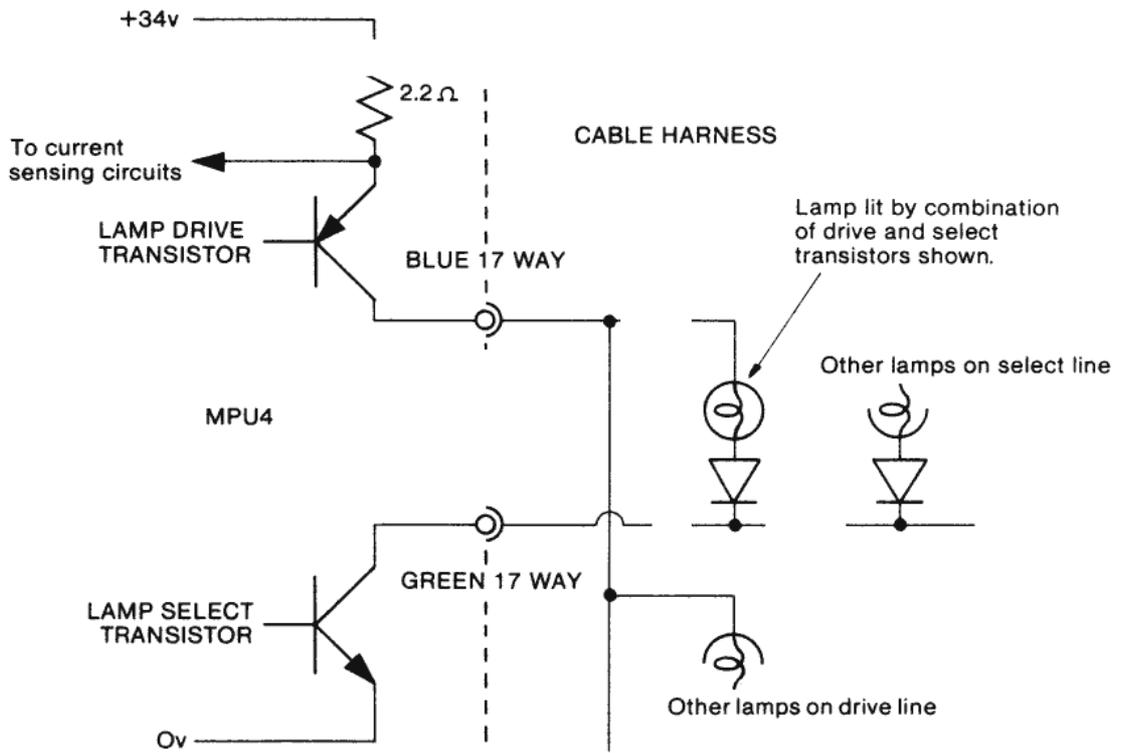 +34v
2.2Ω
CABLE HARNESS
To current
sensing circuits
Lamp lit by combination
of drive and select
transistors shown.
LAMP DRIVE
TRANSISTOR
BLUE 17 WAY
Other lamps on select line
MPU4
GREEN 17 WAY
LAMP SELECT
TRANSISTOR
Other lamps on drive line
Ov